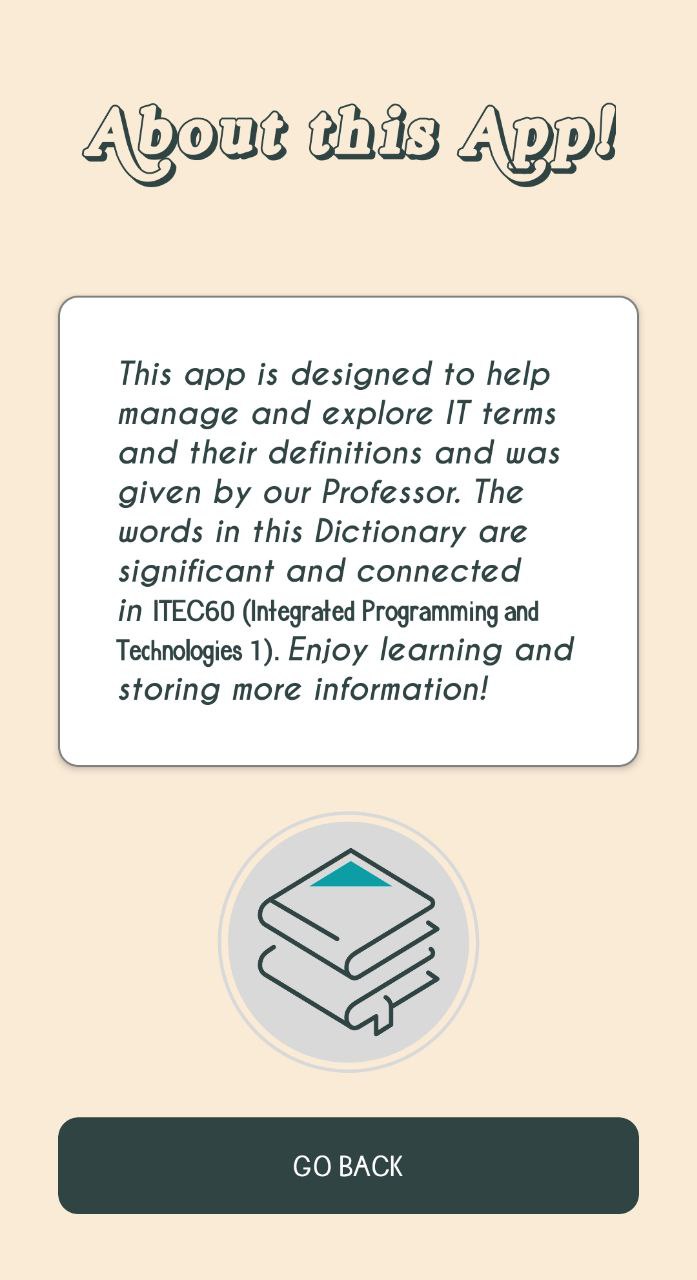 About this App!
This app is designed to help
manage and explore IT terms
and their definitions and was
given by our Professor. The
words in this Dictionary are
significant and connected
in ITEC60 (Integrated Programming and
Technologies 1). Enjoy learning and
storing more information!
GO BACK